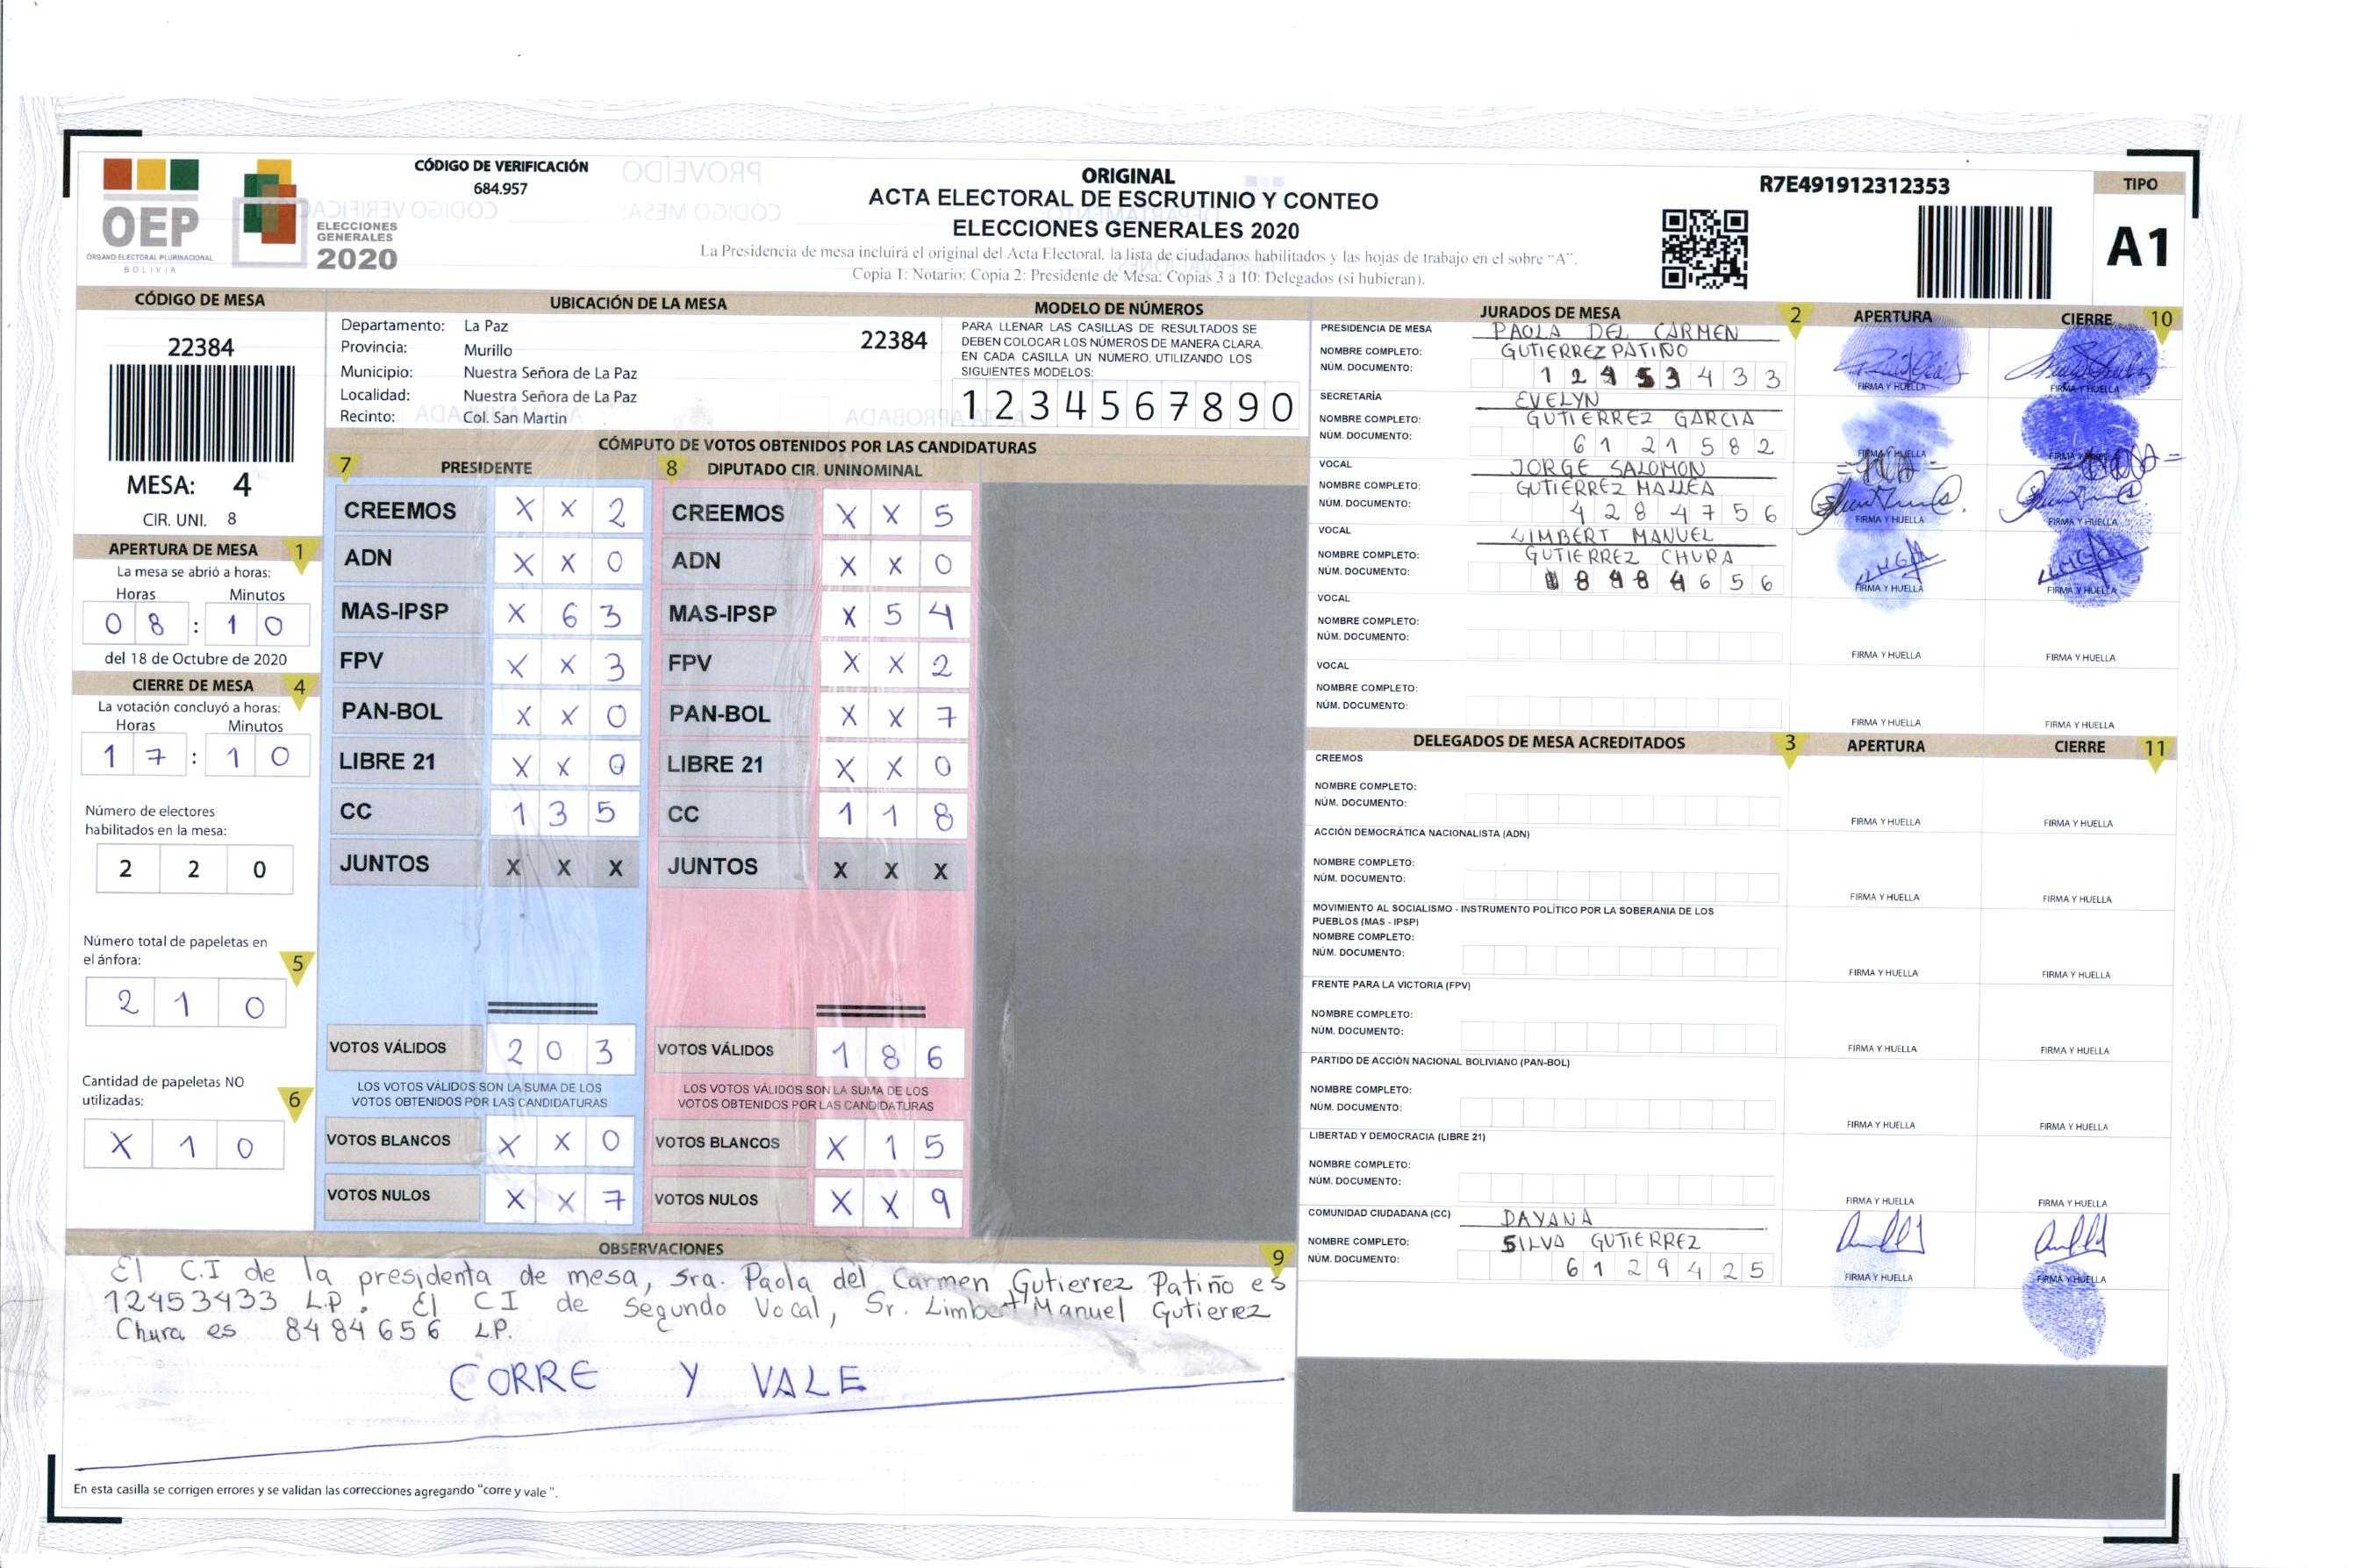 CÓDIGO DE VERIFICACIÓN
684.957
ORIGINAL
ACTA ELECTORAL DE ESCRUTINIO Y CONTEO
ELECCIONES GENERALES 2020
La Presidencia de mesa incluirá el original del Acta Electoral, la lista de ciudadanos habilitados y las hojas de trabajo en el sobre “A”.
Copia 1: Notario; Copia 2: Presidente de Mesa; Copias 3 a 10: Delegados (si hubieran).
R7E491912312353
TIPO
A1
OEP
ÓRGANO ELECTORAL PLURINACIONAL
BOLIVIA
ELECCIONES
GENERALES
2020
CÓDIGO DE MESA
22384
MESA: 4
CIR. UNI. 8
APERTURA DE MESA 1
La mesa se abrió a horas:
Horas Minutos
0 8 : 1 0
del 18 de Octubre de 2020
CIERRE DE MESA 4
La votación concluyó a horas:
Horas Minutos
1 7 : 1 0
Número de electores
habilitados en la mesa:
2 2 0
Número total de papeletas en
el ánfora: 5
2 1 0
Cantidad de papeletas NO
utilizadas: 6
X 1 0
UBICACIÓN DE LA MESA
Departamento: La Paz
22384
Provincia: Murillo
Municipio: Nuestra Señora de La Paz
Localidad: Nuestra Señora de La Paz
Recinto: Col. San Martin
MODELO DE NÚMEROS
PARA LLENAR LAS CASILLAS DE RESULTADOS SE
DEBEN COLOCAR LOS NÚMEROS DE MANERA CLARA.
EN CADA CASILLA UN NÚMERO, UTILIZANDO LOS
SIGUIENTES MODELOS:
1 2 3 4 5 6 7 8 9 0
CÓMPUTO DE VOTOS OBTENIDOS POR LAS CANDIDATURAS
7 PRESIDENTE
CREEMOS X X 2
ADN X X 0
MAS-IPSP X 6 3
FPV X X 3
PAN-BOL X X 0
LIBRE 21 X X 0
CC 1 3 5
JUNTOS X X X
VOTOS VÁLIDOS 2 0 3
LOS VOTOS VÁLIDOS SON LA SUMA DE LOS
VOTOS OBTENIDOS POR LAS CANDIDATURAS
VOTOS BLANCOS X X 0
VOTOS NULOS X X 7
8 DIPUTADO CIR. UNINOMINAL
CREEMOS X X 5
ADN X X 0
MAS-IPSP X 5 4
FPV X X 2
PAN-BOL X X 7
LIBRE 21 X X 0
CC 1 1 8
JUNTOS X X X
VOTOS VÁLIDOS 1 8 6
LOS VOTOS VÁLIDOS SON LA SUMA DE LOS
VOTOS OBTENIDOS POR LAS CANDIDATURAS
VOTOS BLANCOS X 1 5
VOTOS NULOS X X 9
OBSERVACIONES 9
El C.I de la presidenta de mesa, Sra. Paola del Carmen Gutierrez Patiño es
12453433 L.P. El CI de Segundo Vocal, Sr. Limbert Manuel Gutierrez
Chura es 8484656 L.P.
CORRE Y VALE
En esta casilla se corrigen errores y se validan las correcciones agregando "corre y vale ".
JURADOS DE MESA 2 APERTURA CIERRE 10
PRESIDENCIA DE MESA PAOLA DEL CARMEN
NOMBRE COMPLETO: GUTIERREZ PATIÑO
NÚM. DOCUMENTO: 1 2 4 5 3 4 3 3
FIRMA Y HUELLA FIRMA Y HUELLA
SECRETARÍA EVELYN
NOMBRE COMPLETO: GUTIERREZ GARCIA
NÚM. DOCUMENTO: 6 1 2 1 5 8 2
FIRMA Y HUELLA FIRMA Y HUELLA
VOCAL JORGE SALOMON
NOMBRE COMPLETO: GUTIERREZ MALLEA
NÚM. DOCUMENTO: 4 2 8 4 7 5 6
FIRMA Y HUELLA FIRMA Y HUELLA
VOCAL LIMBERT MANUEL
NOMBRE COMPLETO: GUTIERREZ CHURA
NÚM. DOCUMENTO: 8 4 8 4 6 5 6
FIRMA Y HUELLA FIRMA Y HUELLA
VOCAL
NOMBRE COMPLETO:
NÚM. DOCUMENTO:
FIRMA Y HUELLA FIRMA Y HUELLA
VOCAL
NOMBRE COMPLETO:
NÚM. DOCUMENTO:
FIRMA Y HUELLA FIRMA Y HUELLA
DELEGADOS DE MESA ACREDITADOS 3 APERTURA CIERRE 11
CREEMOS
NOMBRE COMPLETO:
NÚM. DOCUMENTO:
FIRMA Y HUELLA FIRMA Y HUELLA
ACCIÓN DEMOCRÁTICA NACIONALISTA (ADN)
NOMBRE COMPLETO:
NÚM. DOCUMENTO:
FIRMA Y HUELLA FIRMA Y HUELLA
MOVIMIENTO AL SOCIALISMO - INSTRUMENTO POLÍTICO POR LA SOBERANIA DE LOS
PUEBLOS (MAS - IPSP)
NOMBRE COMPLETO:
NÚM. DOCUMENTO:
FIRMA Y HUELLA FIRMA Y HUELLA
FRENTE PARA LA VICTORIA (FPV)
NOMBRE COMPLETO:
NÚM. DOCUMENTO:
FIRMA Y HUELLA FIRMA Y HUELLA
PARTIDO DE ACCIÓN NACIONAL BOLIVIANO (PAN-BOL)
NOMBRE COMPLETO:
NÚM. DOCUMENTO:
FIRMA Y HUELLA FIRMA Y HUELLA
LIBERTAD Y DEMOCRACIA (LIBRE 21)
NOMBRE COMPLETO:
NÚM. DOCUMENTO:
FIRMA Y HUELLA FIRMA Y HUELLA
COMUNIDAD CIUDADANA (CC) DAYANA
NOMBRE COMPLETO: SILVA GUTIERREZ
NÚM. DOCUMENTO: 6 1 2 9 4 2 5
FIRMA Y HUELLA FIRMA Y HUELLA